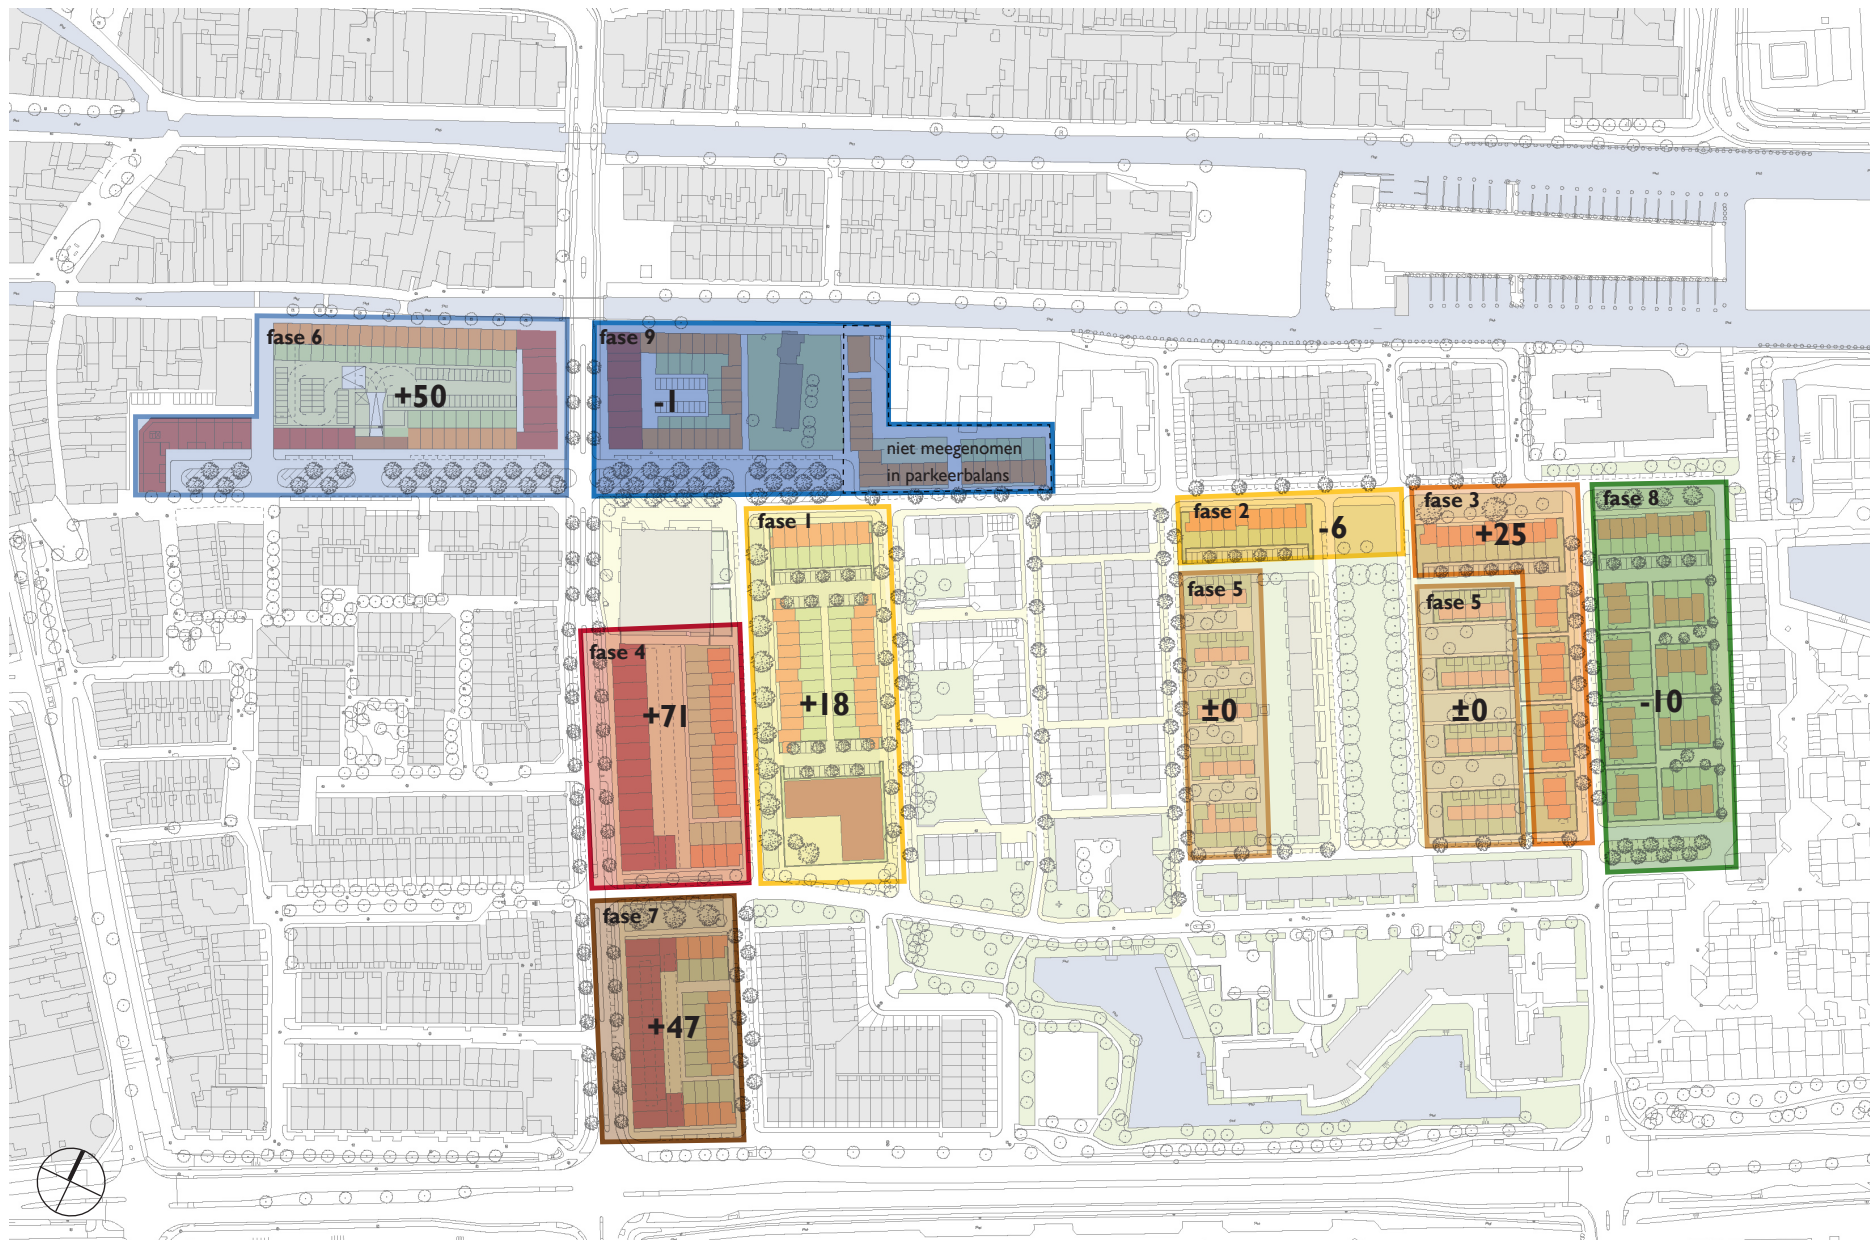 fase 6
+50
fase 9
-1
niet meegenomen
in parkeerbalans
fase 1
+18
fase 2
-6
fase 3
+25
fase 8
-10
fase 5
±0
fase 5
±0
fase 4
+71
fase 7
+47